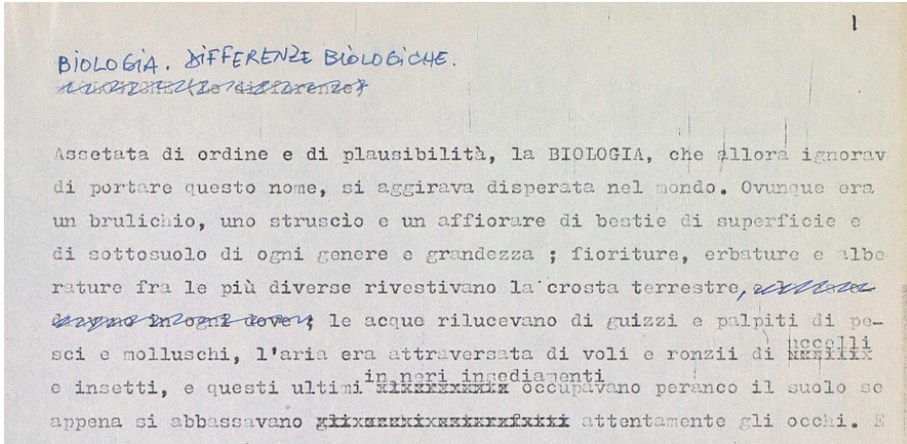 1
BIOLOGIA. DIFFERENZE BIOLOGICHE.
Assetata di ordine e di plausibilità, la BIOLOGIA, che allora ignorav
di portare questo nome, si aggirava disperata nel mondo. Ovunque era
un brulichio, uno struscìo e un affiorare di bestie di superficie e
di sottosuolo di ogni genere e grandezza ; fioriture, erbature e albe
rature fra le più diverse rivestivano la crosta terrestre,
in ogni dove ; le acque rilucevano di guizzi e palpiti di pe-
sci e molluschi, l'aria era attraversata di voli e ronzii di uccelli
e insetti, e questi ultimi in neri insediamenti occupavano peranco il suolo se
appena si abbassavano attentamente gli occhi. E